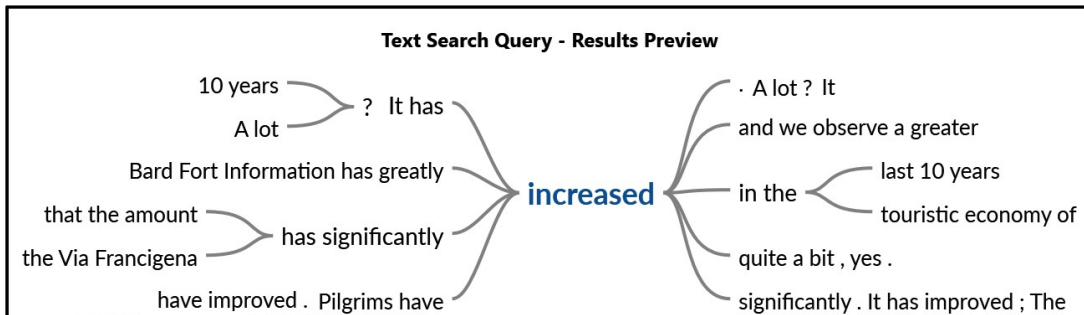 Text Search Query - Results Preview
10 years
A lot
? It has
Bard Fort Information has greatly
that the amount
the Via Francigena
has significantly
have improved . Pilgrims have
increased
. A lot ? It
and we observe a greater
in the
last 10 years
touristic economy of
quite a bit , yes .
significantly . It has improved ; The